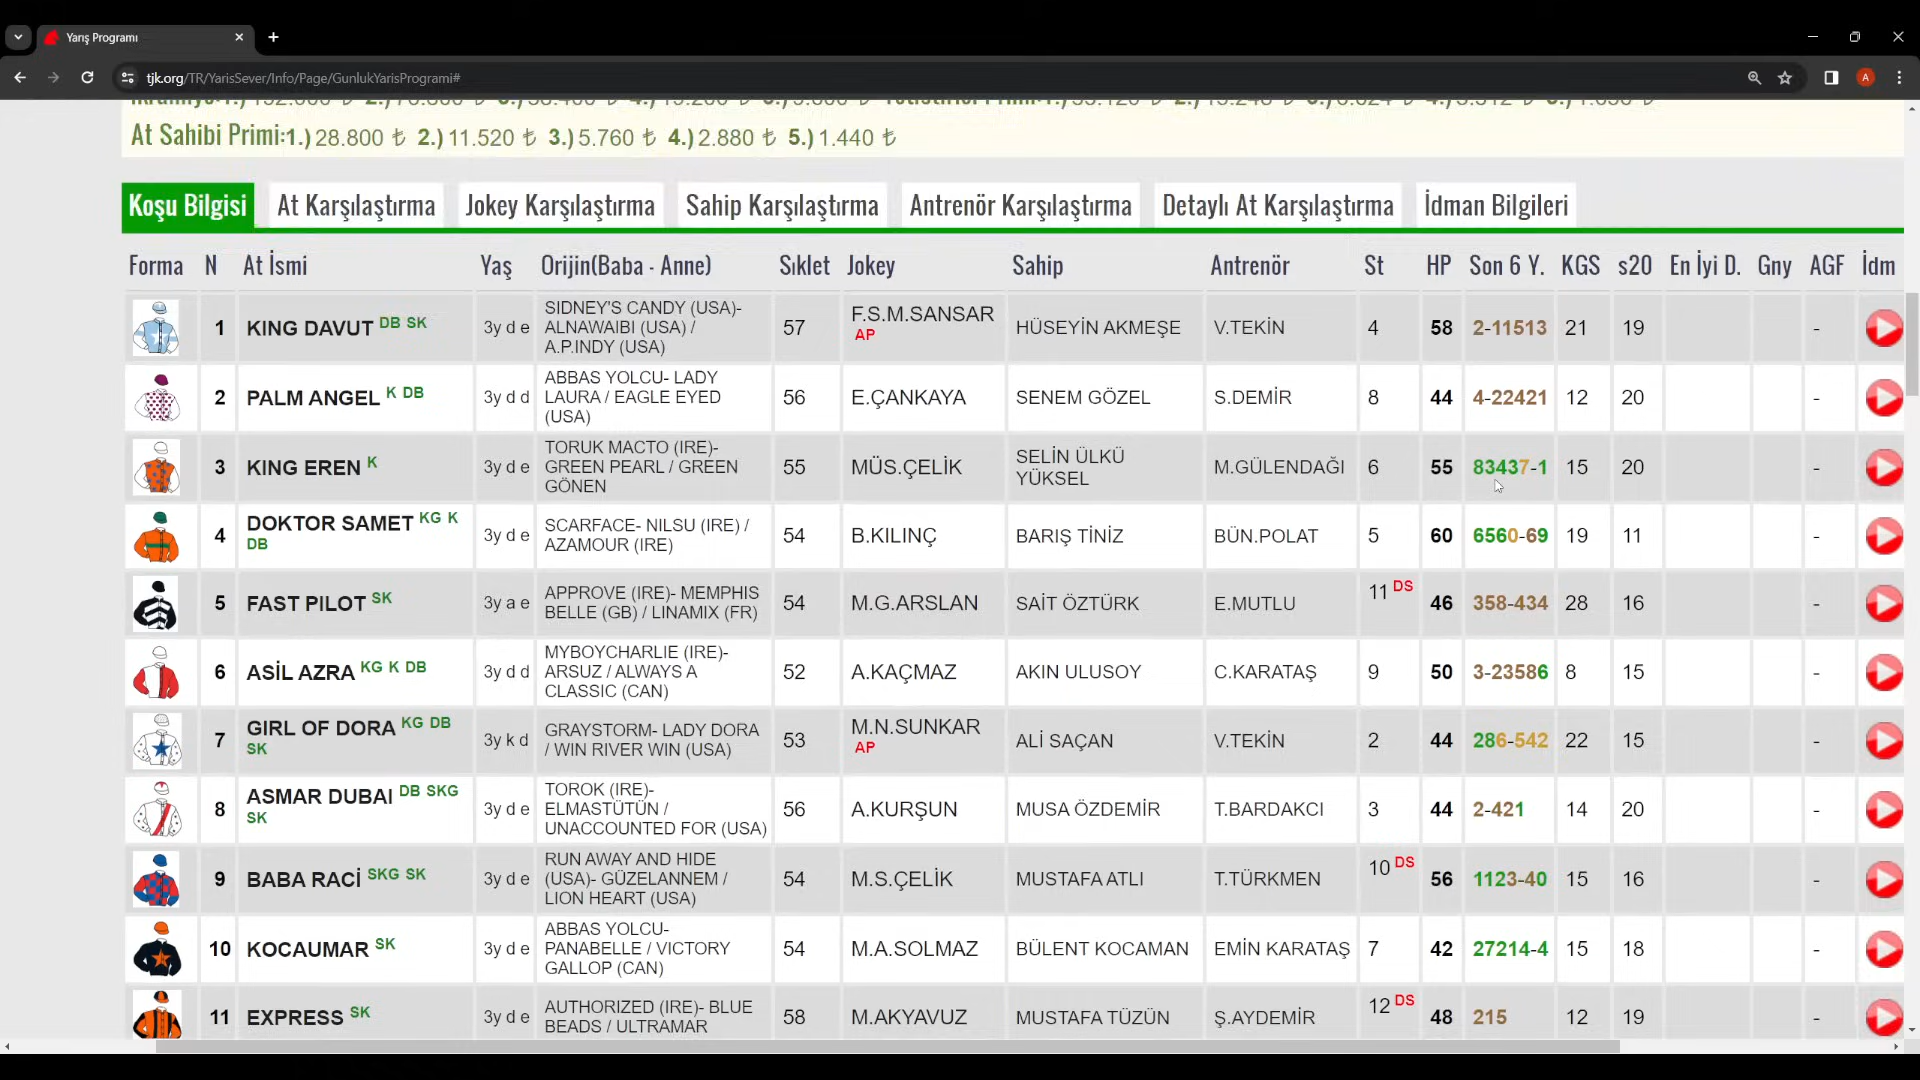 Yarış Programı
tjk.org/TR/YarisSever/Info/Page/GunlukYarisProgrami#
A
At Sahibi Primi:1.) 28.800 ₺ 2.) 11.520 ₺ 3.) 5.760 ₺ 4.) 2.880 ₺ 5.) 1.440 ₺
Koşu Bilgisi At Karşılaştırma Jokey Karşılaştırma Sahip Karşılaştırma Antrenör Karşılaştırma Detaylı At Karşılaştırma İdman Bilgileri
Forma N At İsmi Yaş Orijin(Baba - Anne) Sıklet Jokey Sahip Antrenör St HP Son 6 Y. KGS s20 En İyi D. Gny AGF İdm
SIDNEY'S CANDY (USA)-
1 KING DAVUT DB SK 3y d e ALNAWAIBI (USA) / 57 F.S.M.SANSAR HÜSEYİN AKMEŞE V.TEKİN 4 58 2-11513 21 19 -
A.P.INDY (USA) AP
ABBAS YOLCU- LADY
2 PALM ANGEL K DB 3y d d LAURA / EAGLE EYED 56 E.ÇANKAYA SENEM GÖZEL S.DEMİR 8 44 4-22421 12 20 -
(USA)
TORUK MACTO (IRE)- SELİN ÜLKÜ
3 KING EREN K 3y d e GREEN PEARL / GREEN 55 MÜS.ÇELİK YÜKSEL M.GÜLENDAĞI 6 55 83437-1 15 20 -
GÖNEN
DOKTOR SAMET KG K SCARFACE- NILSU (IRE) /
4 DB 3y d e AZAMOUR (IRE) 54 B.KILINÇ BARIŞ TİNİZ BÜN.POLAT 5 60 6560-69 19 11 -
APPROVE (IRE)- MEMPHIS
5 FAST PILOT SK 3y a e BELLE (GB) / LINAMIX (FR) 54 M.G.ARSLAN SAİT ÖZTÜRK E.MUTLU 11 DS 46 358-434 28 16 -
MYBOYCHARLIE (IRE)-
6 ASİL AZRA KG K DB 3y d d ARSUZ / ALWAYS A 52 A.KAÇMAZ AKIN ULUSOY C.KARATAŞ 9 50 3-23586 8 15 -
CLASSIC (CAN)
GIRL OF DORA KG DB GRAYSTORM- LADY DORA M.N.SUNKAR
7 SK 3y k d / WIN RIVER WIN (USA) 53 AP ALİ SAÇAN V.TEKİN 2 44 286-542 22 15 -
ASMAR DUBAI DB SKG TOROK (IRE)-
8 SK 3y d e ELMASTÜTÜN / 56 A.KURŞUN MUSA ÖZDEMİR T.BARDAKCI 3 44 2-421 14 20 -
UNACCOUNTED FOR (USA)
RUN AWAY AND HIDE
9 BABA RACİ SKG SK 3y d e (USA)- GÜZELANNEM / 54 M.S.ÇELİK MUSTAFA ATLI T.TÜRKMEN 10 DS 56 1123-40 15 16 -
LION HEART (USA)
ABBAS YOLCU-
10 KOCAUMAR SK 3y d e PANABELLE / VICTORY 54 M.A.SOLMAZ BÜLENT KOCAMAN EMİN KARATAŞ 7 42 27214-4 15 18 -
GALLOP (CAN)
AUTHORIZED (IRE)- BLUE
11 EXPRESS SK 3y d e BEADS / ULTRAMAR 58 M.AKYAVUZ MUSTAFA TÜZÜN Ş.AYDEMİR 12 DS 48 215 12 19 -